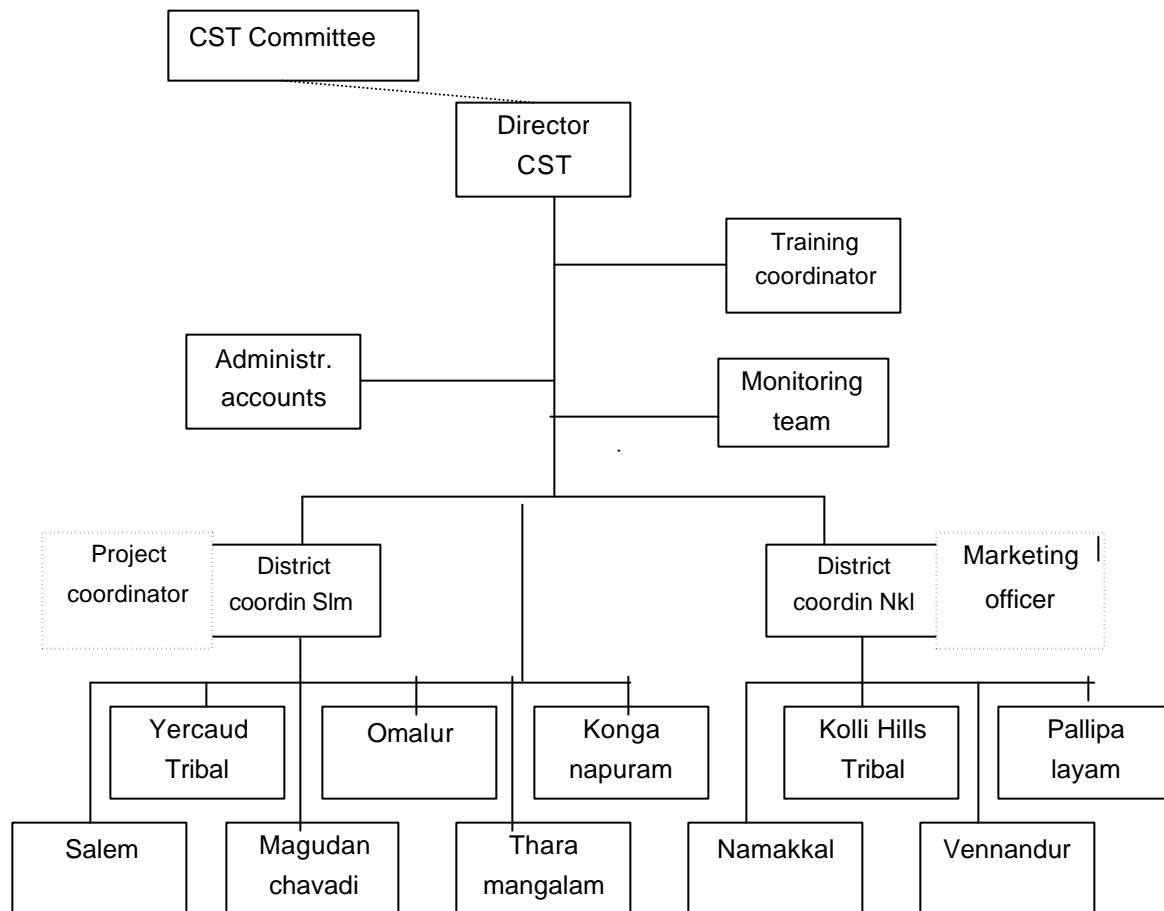 CST Committee
Director
CST
Training
coordinator
Administr.
accounts
Monitoring
team
.
Project
coordinator
District
coordin Slm
District
coordin Nkl
Marketing
officer
Yercaud
Tribal
Omalur
Konga
napuram
Kolli Hills
Tribal
Pallipa
layam
Salem
Magudan
chavadi
Thara
mangalam
Namakkal
Vennandur